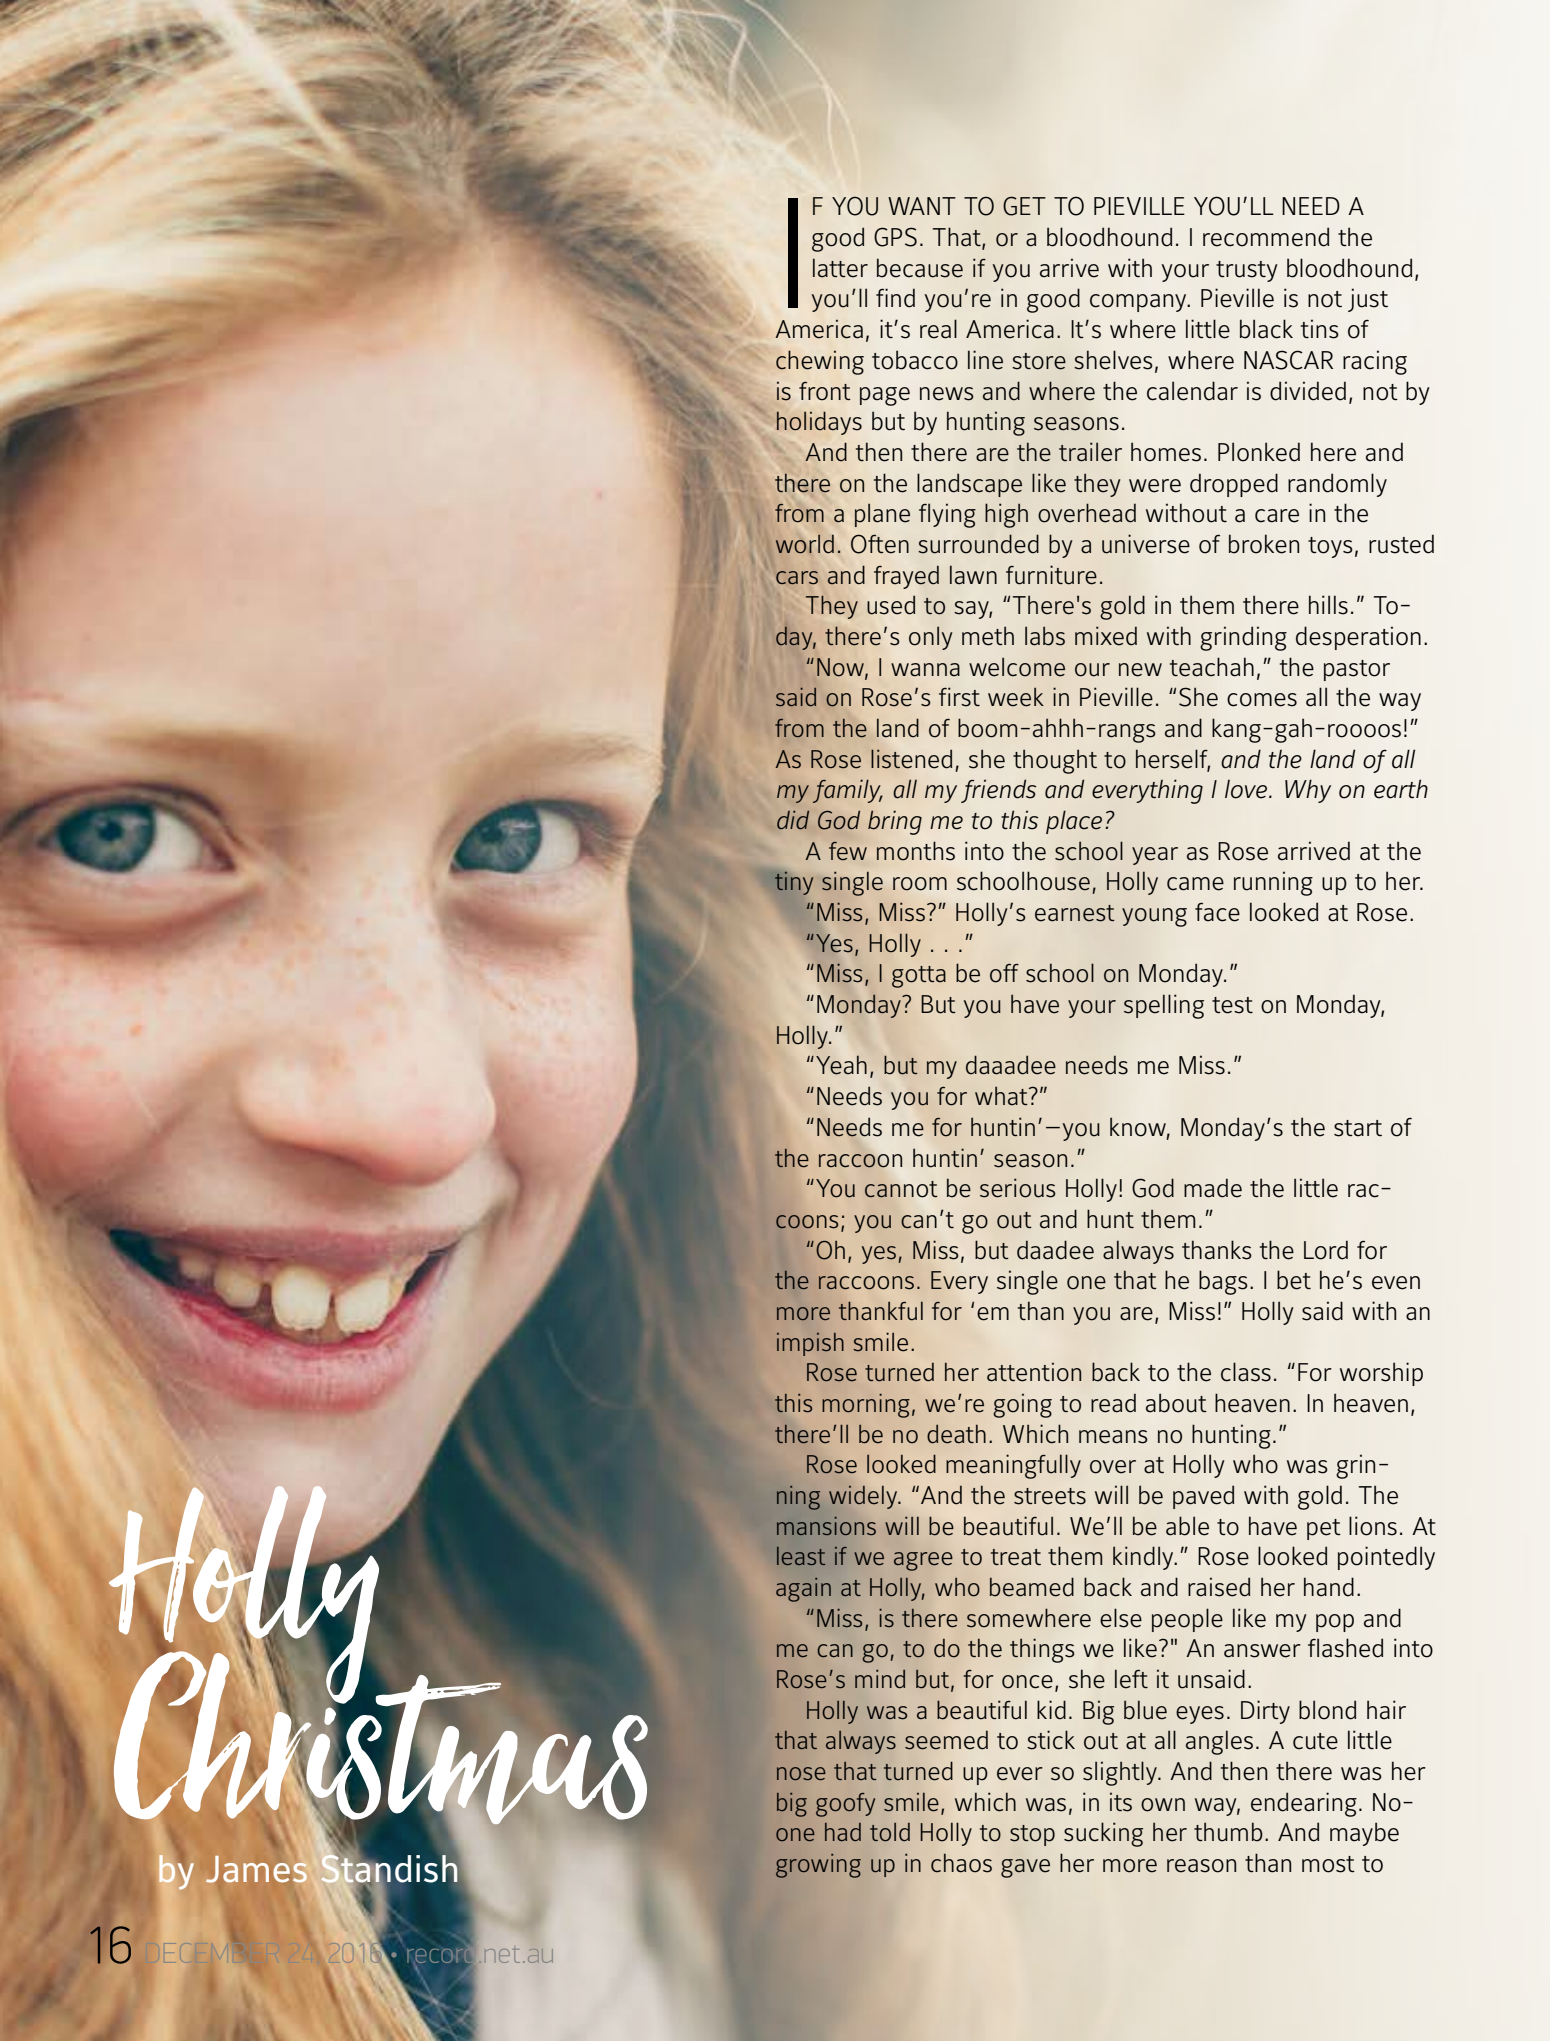 IF YOU WANT TO GET TO PIEVILLE YOU'LL NEED A
good GPS. That, or a bloodhound. I recommend the
latter because if you arrive with your trusty bloodhound,
you'll find you're in good company. Pieville is not just
America, it's real America. It's where little black tins of
chewing tobacco line store shelves, where NASCAR racing
is front page news and where the calendar is divided, not by
holidays but by hunting seasons.
And then there are the trailer homes. Plonked here and
there on the landscape like they were dropped randomly
from a plane flying high overhead without a care in the
world. Often surrounded by a universe of broken toys, rusted
cars and frayed lawn furniture.
They used to say, “There's gold in them there hills.” To-
day, there’s only meth labs mixed with grinding desperation.
“Now, I wanna welcome our new teachah,” the pastor
said on Rose’s first week in Pieville. “She comes all the way
from the land of boom-ahhh-rangs and kang-gah-roooos!”
As Rose listened, she thought to herself, and the land of all
my family, all my friends and everything I love. Why on earth
did God bring me to this place?
A few months into the school year as Rose arrived at the
tiny single room schoolhouse, Holly came running up to her.
“Miss, Miss?” Holly’s earnest young face looked at Rose.
“Yes, Holly . . .”
“Miss, I gotta be off school on Monday.”
“Monday? But you have your spelling test on Monday,
Holly.”
“Yeah, but my daaadee needs me Miss.”
“Needs you for what?”
“Needs me for huntin’—you know, Monday’s the start of
the raccoon huntin’ season.”
“You cannot be serious Holly! God made the little rac-
coons; you can’t go out and hunt them.”
“Oh, yes, Miss, but daadee always thanks the Lord for
the raccoons. Every single one that he bags. I bet he’s even
more thankful for ‘em than you are, Miss!” Holly said with an
impish smile.
Rose turned her attention back to the class. “For worship
this morning, we’re going to read about heaven. In heaven,
there’ll be no death. Which means no hunting.”
Rose looked meaningfully over at Holly who was grin-
ning widely. “And the streets will be paved with gold. The
mansions will be beautiful. We’ll be able to have pet lions. At
least if we agree to treat them kindly.” Rose looked pointedly
again at Holly, who beamed back and raised her hand.
“Miss, is there somewhere else people like my pop and
me can go, to do the things we like?" An answer flashed into
Rose’s mind but, for once, she left it unsaid.
Holly was a beautiful kid. Big blue eyes. Dirty blond hair
that always seemed to stick out at all angles. A cute little
nose that turned up ever so slightly. And then there was her
big goofy smile, which was, in its own way, endearing. No-
one had told Holly to stop sucking her thumb. And maybe
growing up in chaos gave her more reason than most to
Holly
Christmas
by James Standish
16 DECEMBER 24, 2016 • record.net.au